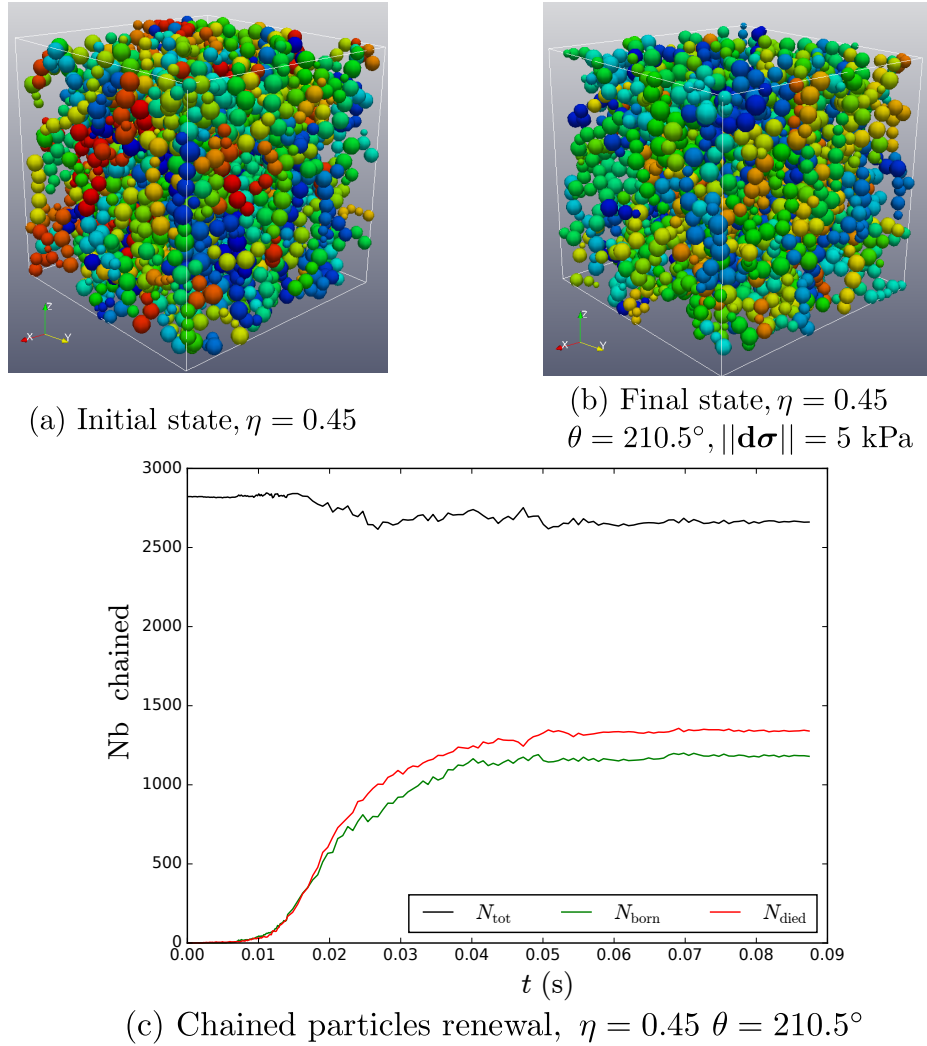 Z
X
Y
Z
X
Y
(a) Initial state, η = 0.45
(b) Final state, η = 0.45
θ = 210.5°, ||dσ|| = 5 kPa
3000
2500
2000
1500
1000
500
0
Nb chained
N_tot N_born N_died
0.00 0.01 0.02 0.03 0.04 0.05 0.06 0.07 0.08 0.09
t (s)
(c) Chained particles renewal, η = 0.45 θ = 210.5°